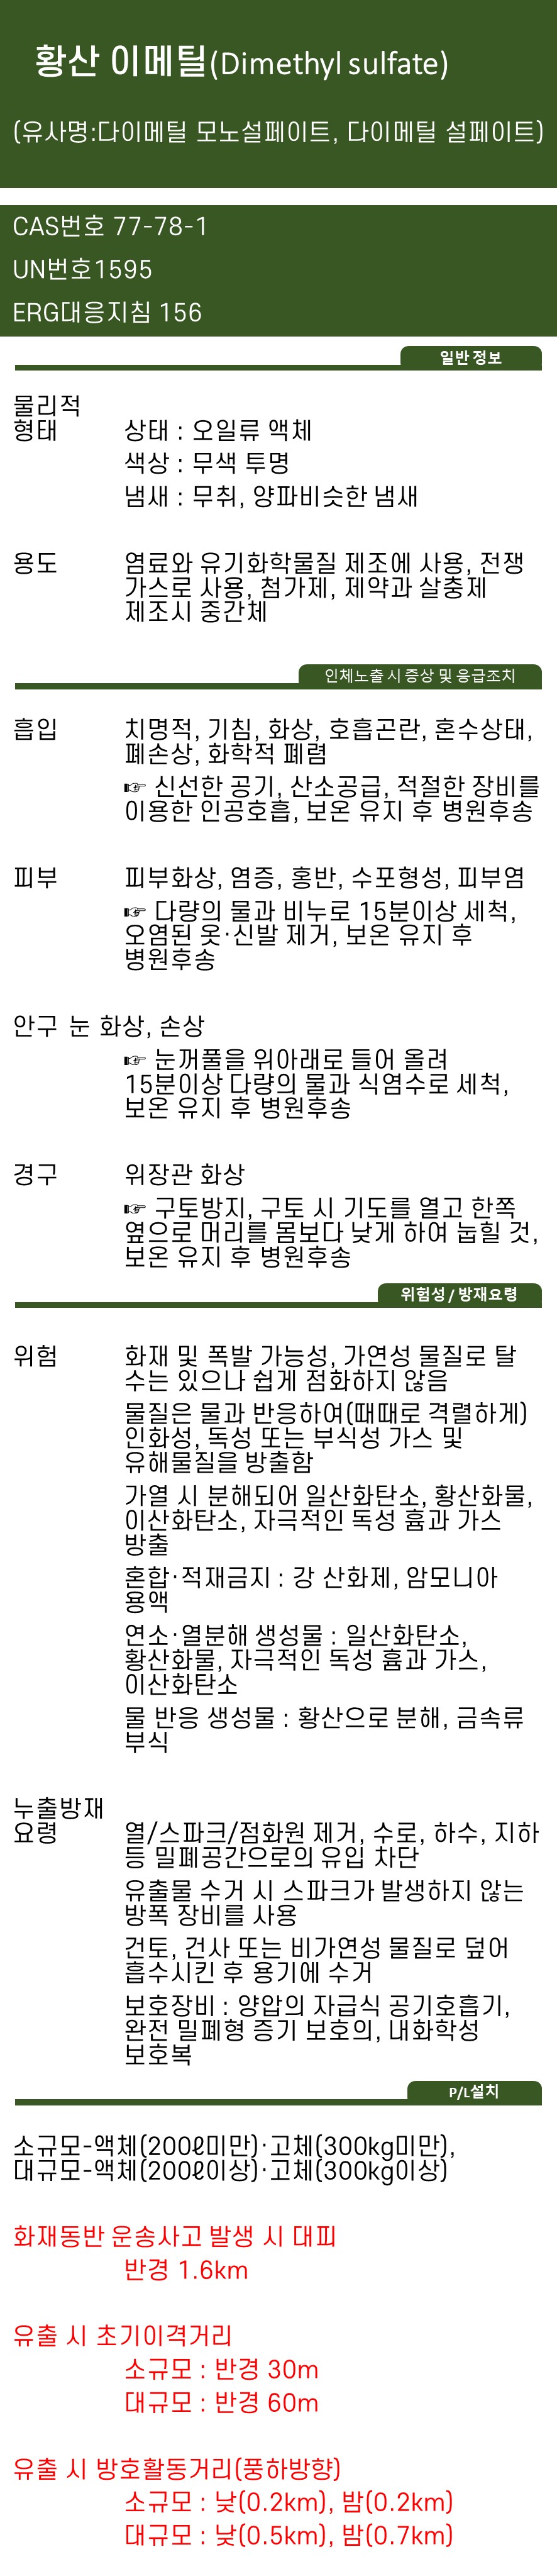 황산 이메틸(Dimethyl sulfate)
(유사명:다이메틸 모노설페이트, 다이메틸 설페이트)
CAS번호 77-78-1
UN번호1595
ERG대응지침 156
일반 정보
물리적
형태 상태 : 오일류 액체
색상 : 무색 투명
냄새 : 무취, 양파비슷한 냄새
용도 염료와 유기화학물질 제조에 사용, 전쟁
가스로 사용, 첨가제, 제약과 살충제
제조시 중간체
인체노출 시 증상 및 응급조치
흡입 치명적, 기침, 화상, 호흡곤란, 혼수상태,
폐손상, 화학적 폐렴
☞ 신선한 공기, 산소공급, 적절한 장비를
이용한 인공호흡, 보온 유지 후 병원후송
피부 피부화상, 염증, 홍반, 수포형성, 피부염
☞ 다량의 물과 비누로 15분이상 세척,
오염된 옷·신발 제거, 보온 유지 후
병원후송
안구 눈 화상, 손상
☞ 눈꺼풀을 위아래로 들어 올려
15분이상 다량의 물과 식염수로 세척,
보온 유지 후 병원후송
경구 위장관 화상
☞ 구토방지, 구토 시 기도를 열고 한쪽
옆으로 머리를 몸보다 낮게 하여 눕힐 것,
보온 유지 후 병원후송
위험성 / 방재요령
위험 화재 및 폭발 가능성, 가연성 물질로 탈
수는 있으나 쉽게 점화하지 않음
물질은 물과 반응하여(때때로 격렬하게)
인화성, 독성 또는 부식성 가스 및
유해물질을 방출함
가열 시 분해되어 일산화탄소, 황산화물,
이산화탄소, 자극적인 독성 흄과 가스
방출
혼합·적재금지 : 강 산화제, 암모니아
용액
연소·열분해 생성물 : 일산화탄소,
황산화물, 자극적인 독성 흄과 가스,
이산화탄소
물 반응 생성물 : 황산으로 분해, 금속류
부식
누출방재
요령 열/스파크/점화원 제거, 수로, 하수, 지하
등 밀폐공간으로의 유입 차단
유출물 수거 시 스파크가 발생하지 않는
방폭 장비를 사용
건토, 건사 또는 비가연성 물질로 덮어
흡수시킨 후 용기에 수거
보호장비 : 양압의 자급식 공기호흡기,
완전 밀폐형 증기 보호의, 내화학성
보호복
P/L설치
소규모-액체(200ℓ미만)·고체(300kg미만),
대규모-액체(200ℓ이상)·고체(300kg이상)
화재동반 운송사고 발생 시 대피
반경 1.6km
유출 시 초기이격거리
소규모 : 반경 30m
대규모 : 반경 60m
유출 시 방호활동거리(풍하방향)
소규모 : 낮(0.2km), 밤(0.2km)
대규모 : 낮(0.5km), 밤(0.7km)